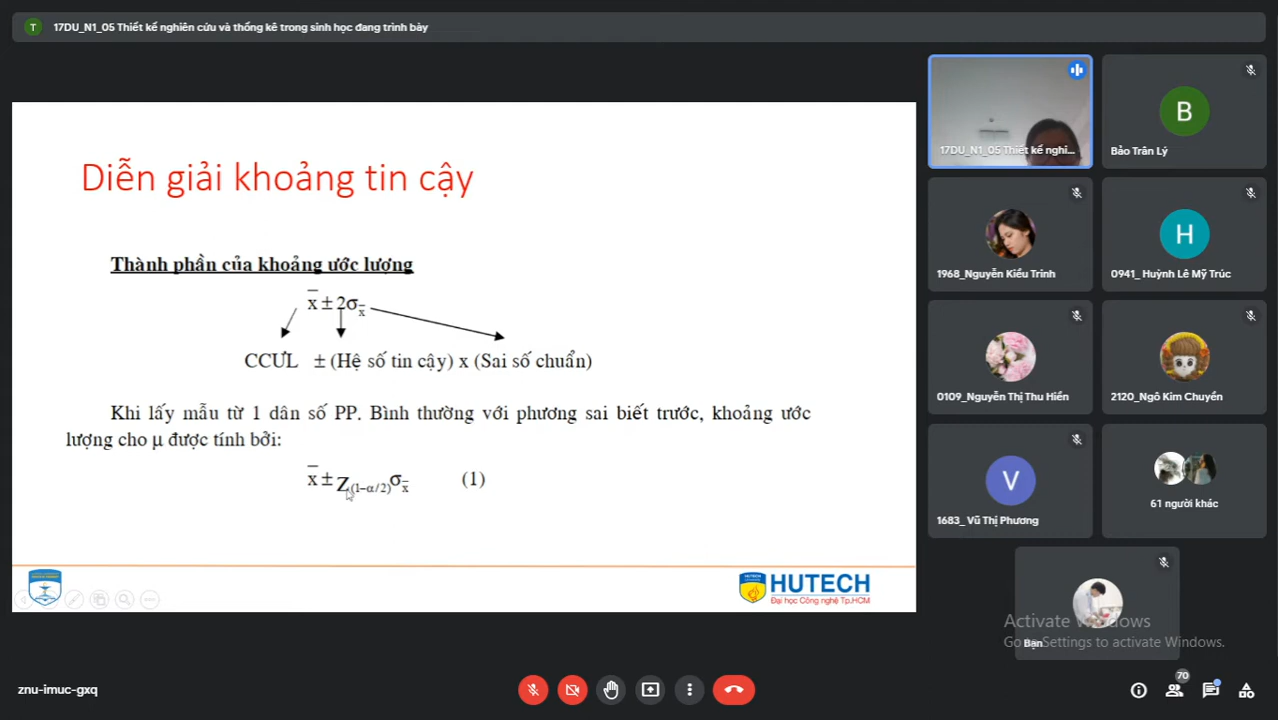 T
17DU_N1_05 Thiết kế nghiên cứu và thống kê trong sinh học đang trình bày
Diễn giải khoảng tin cậy
Thành phần của khoảng ước lượng
x̅ ± 2σx̅
CCƯL ± (Hệ số tin cậy) x (Sai số chuẩn)
Khi lấy mẫu từ 1 dân số PP. Bình thường với phương sai biết trước, khoảng ước
lượng cho μ được tính bởi:
x̅ ± Z(1−α/2)σx̅ (1)
HUTECH
Đại học Công nghệ Tp.HCM
17DU_N1_05 Thiết kế nghi...
B
Bảo Trân Lý
1968_Nguyễn Kiều Trinh
H
0941_ Huỳnh Lê Mỹ Trúc
0109_Nguyễn Thị Thu Hiền
2120_Ngô Kim Chuyền
V
1683_ Vũ Thị Phương
61 người khác
Bạn
Activate Windows
Go to Settings to activate Windows.
znu-imuc-gxq
70